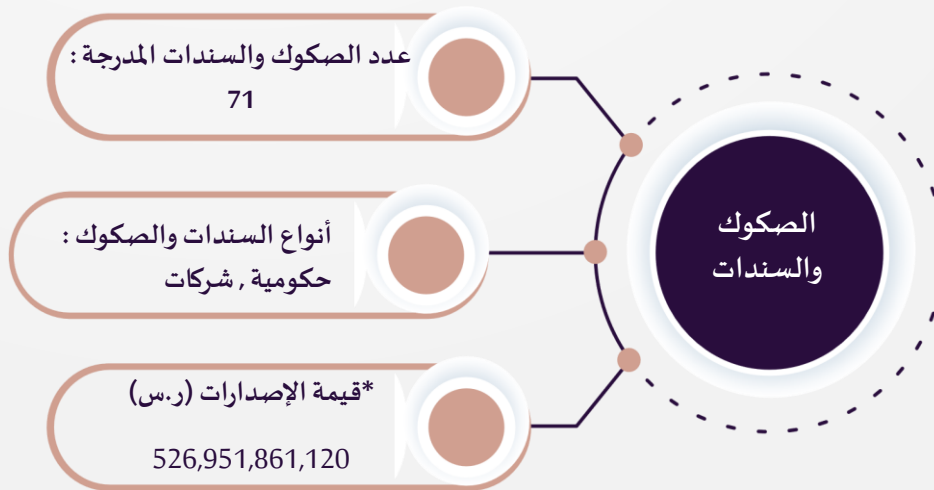 الصكوك
والسندات
عدد الصكوك والسندات المدرجة :
71
أنواع السندات والصكوك :
حكومية , شركات
*قيمة الإصدارات (ر.س)
526,951,861,120